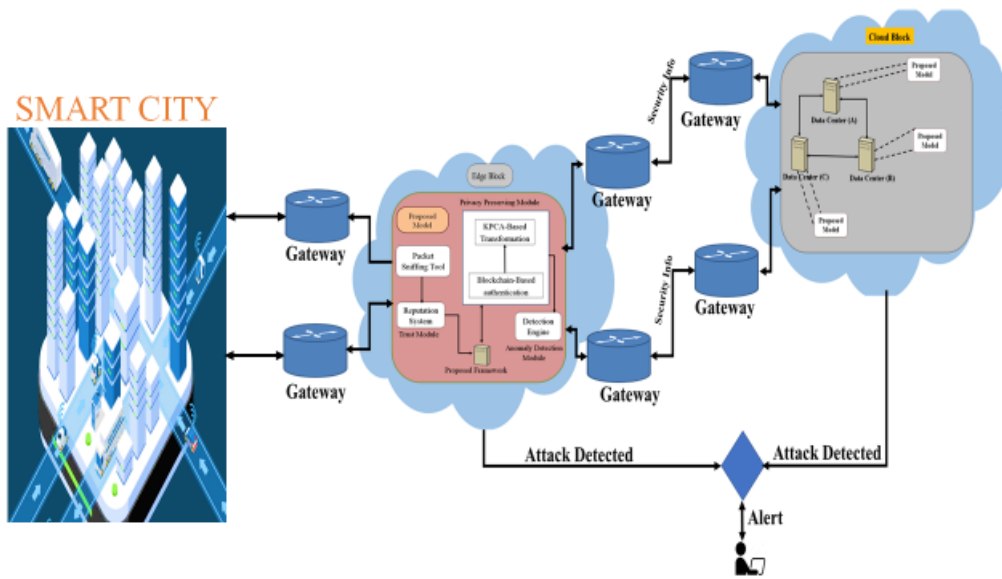 SMART CITY
Gateway
Gateway
Edge Block
Privacy Preserving Module
Proposed
Model
KPCA-Based
Transformation
Packet
Sniffing Tool
Blockchain-Based
authentication
Reputation
System
Trust Module
Detection
Engine
Anomaly Detection
Module
Proposed Framework
Gateway
Gateway
Security Info
Security Info
Gateway
Gateway
Cloud Block
Proposed
Model
Data Center (A)
Proposed
Model
Data Center (C)
Data Center (B)
Proposed
Model
Attack Detected
Attack Detected
Alert